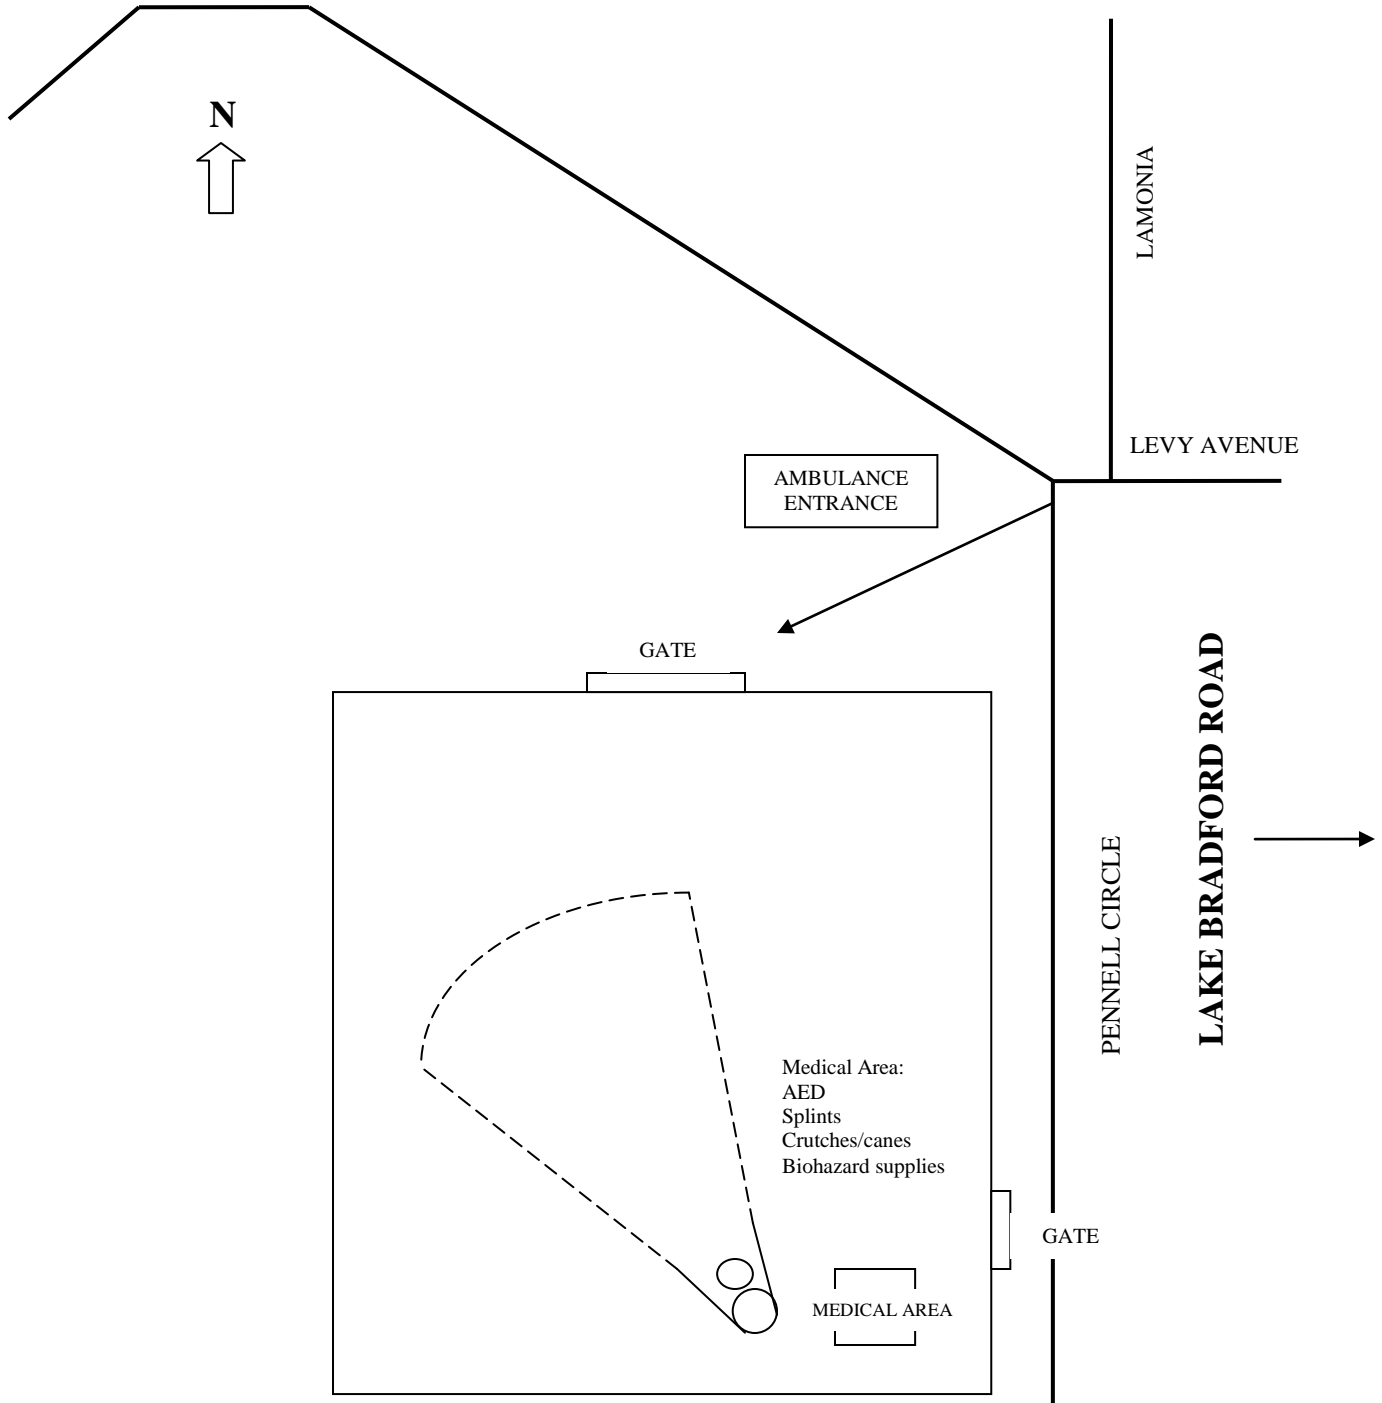 N
LAMONIA
LEVY AVENUE
AMBULANCE
ENTRANCE
GATE
LAKE BRADFORD ROAD
PENNELL CIRCLE
Medical Area:
AED
Splints
Crutches/canes
Biohazard supplies
GATE
MEDICAL AREA